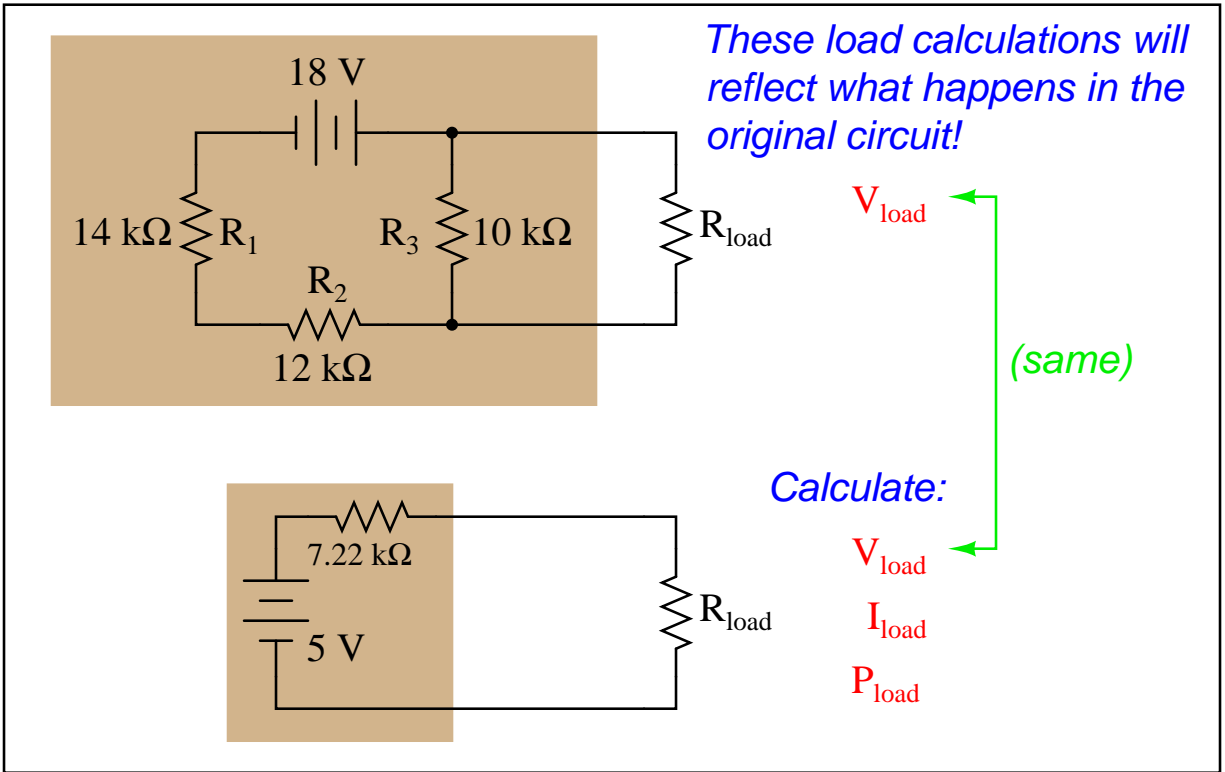 These load calculations will
reflect what happens in the
original circuit!
18 V
14 kΩ R₁ R₃ 10 kΩ Rload Vload
R₂
12 kΩ
(same)
Calculate:
7.22 kΩ
Vload
5 V
Rload
Iload
Pload